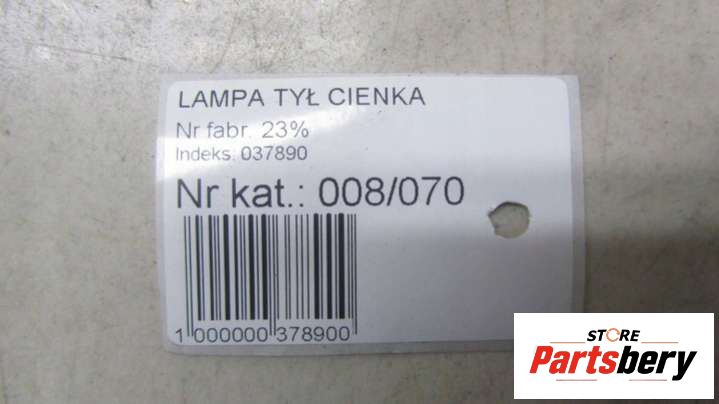 LAMPA TYŁ CIENKA
Nr fabr. 23%
Indeks: 037890
Nr kat.: 008/070
1 000000 378900
STORE
Partsbery